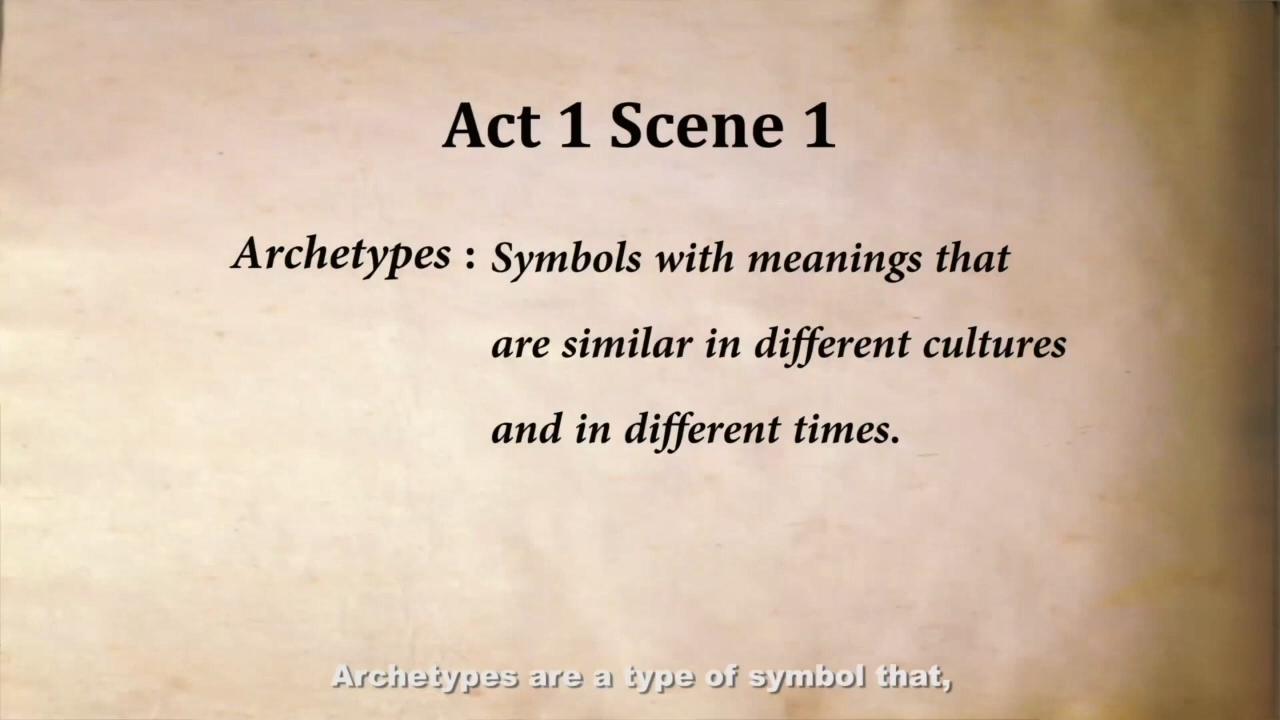 Act 1 Scene 1
Archetypes : Symbols with meanings that
are similar in different cultures
and in different times.
Archetypes are a type of symbol that,